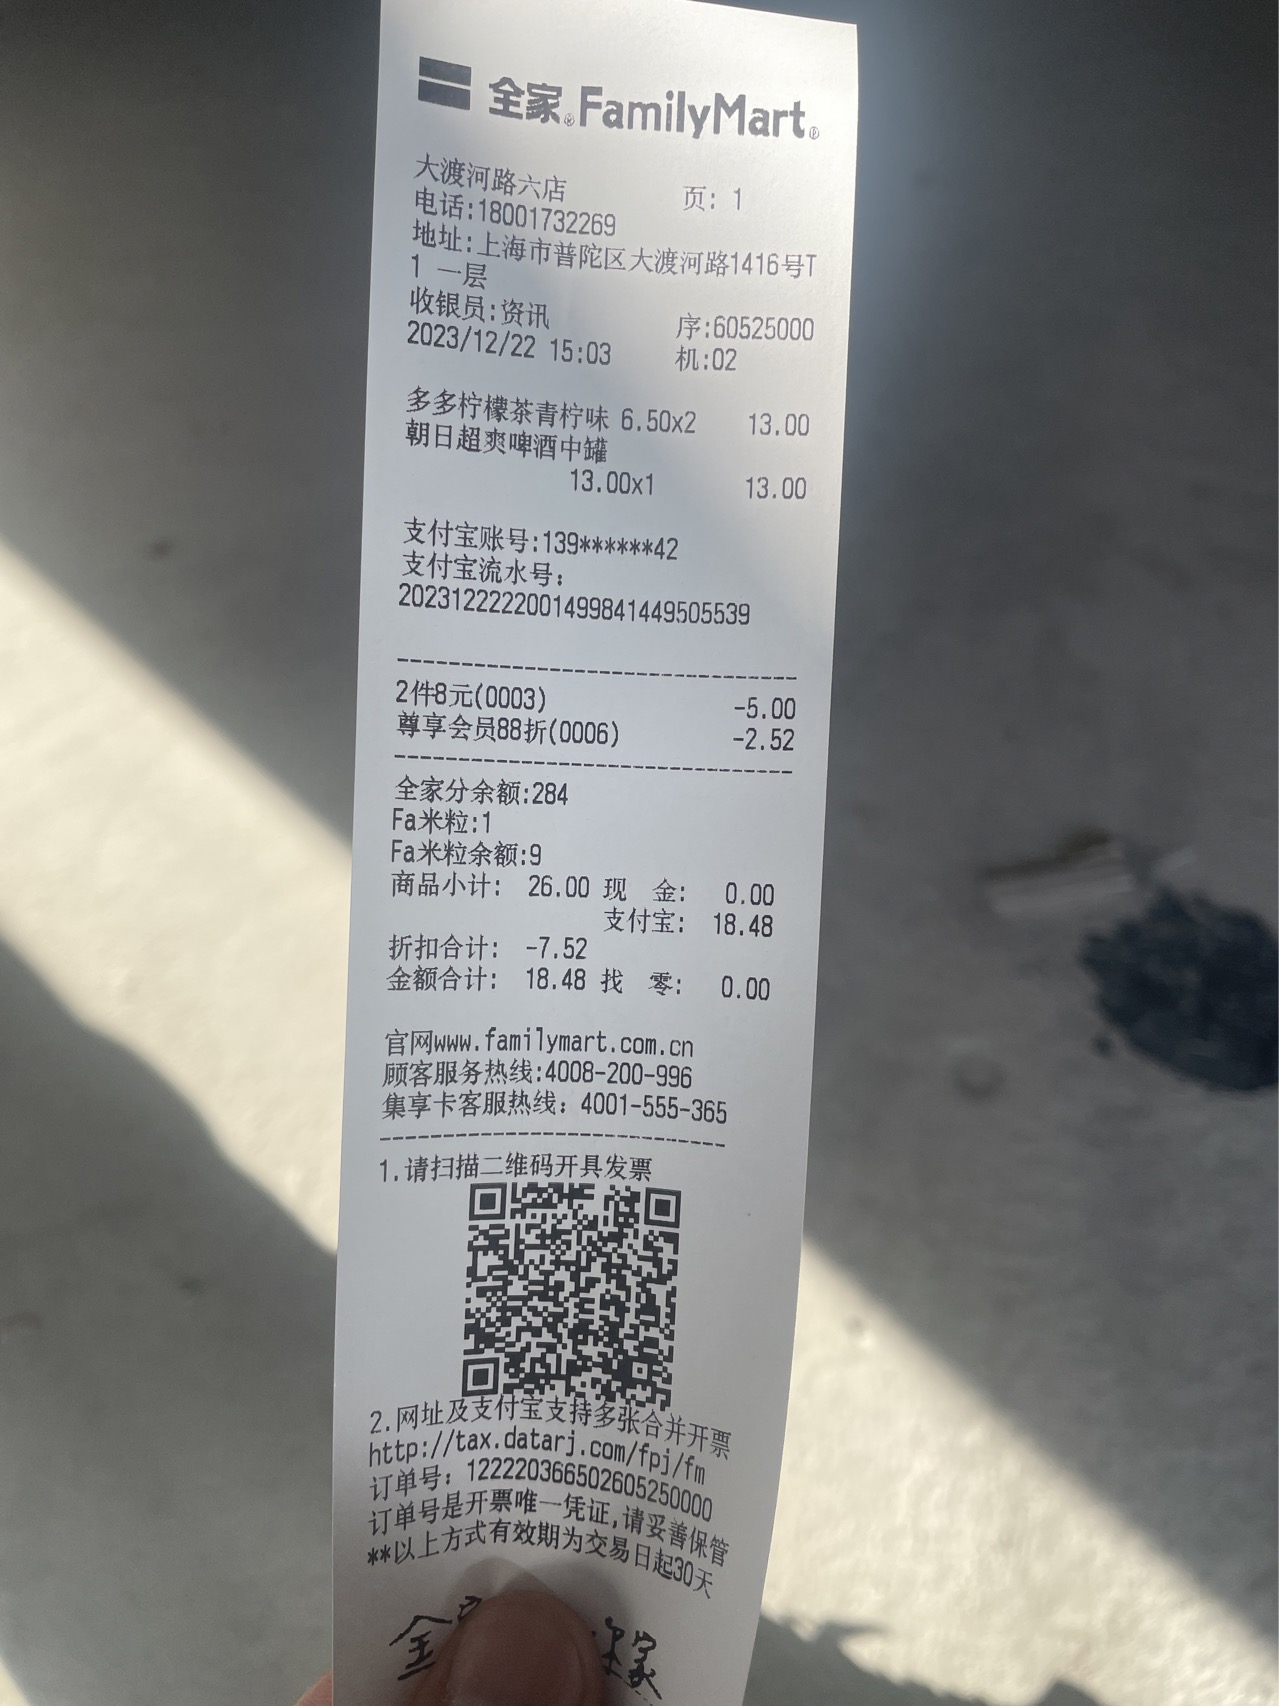 全家®FamilyMart®
大渡河路六店 页: 1
电话:18001732269
地址:上海市普陀区大渡河路1416号T
1 一层
收银员:资讯 序:60525000
2023/12/22 15:03 机:02
多多柠檬茶青柠味 6.50x2 13.00
朝日超爽啤酒中罐
13.00x1 13.00
支付宝账号:139******42
支付宝流水号:
2023122222001499841449505539
2件8元(0003) -5.00
尊享会员88折(0006) -2.52
全家分余额:284
Fa米粒:1
Fa米粒余额:9
商品小计: 26.00 现 金: 0.00
支付宝: 18.48
折扣合计: -7.52
金额合计: 18.48 找 零: 0.00
官网www.familymart.com.cn
顾客服务热线:4008-200-996
集享卡客服热线: 4001-555-365
1.请扫描二维码开具发票
2.网址及支付宝支持多张合并开票
http://tax.datarj.com/fpj/fm
订单号: 122220366502605250000
订单号是开票唯一凭证,请妥善保管
**以上方式有效期为交易日起30天
全 家